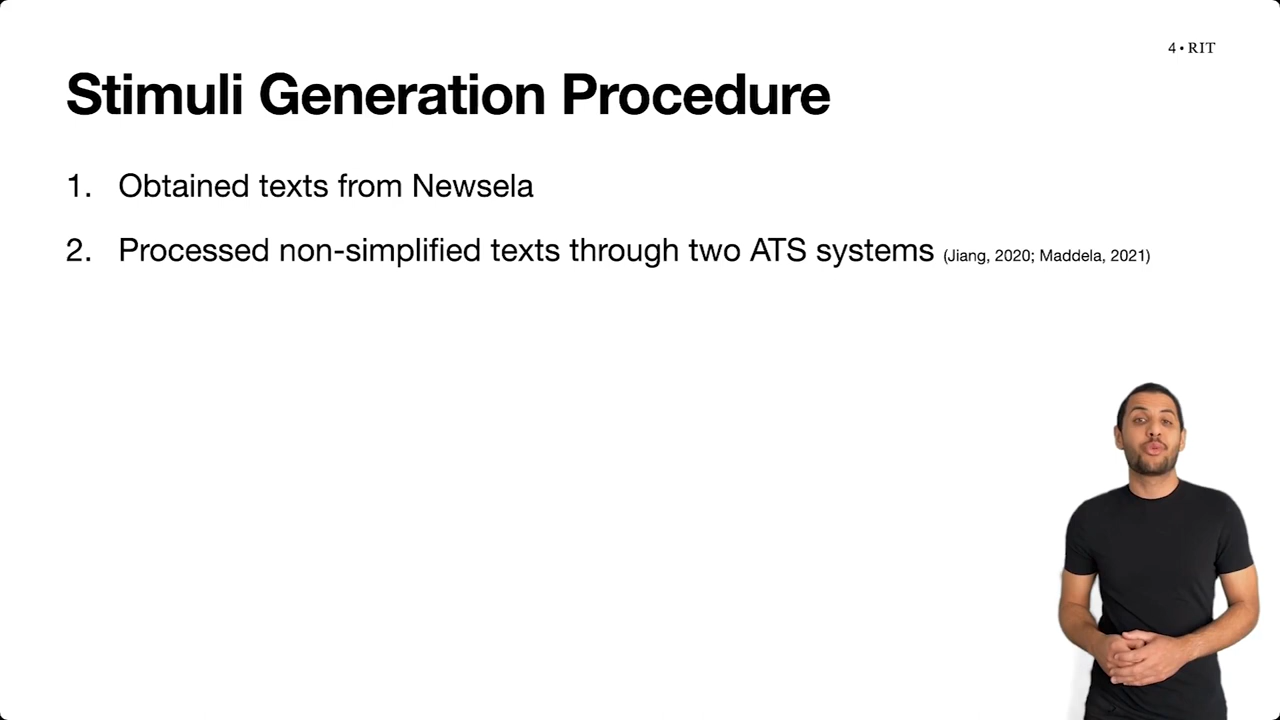 4 • RIT
Stimuli Generation Procedure
1. Obtained texts from Newsela
2. Processed non-simplified texts through two ATS systems (Jiang, 2020; Maddela, 2021)